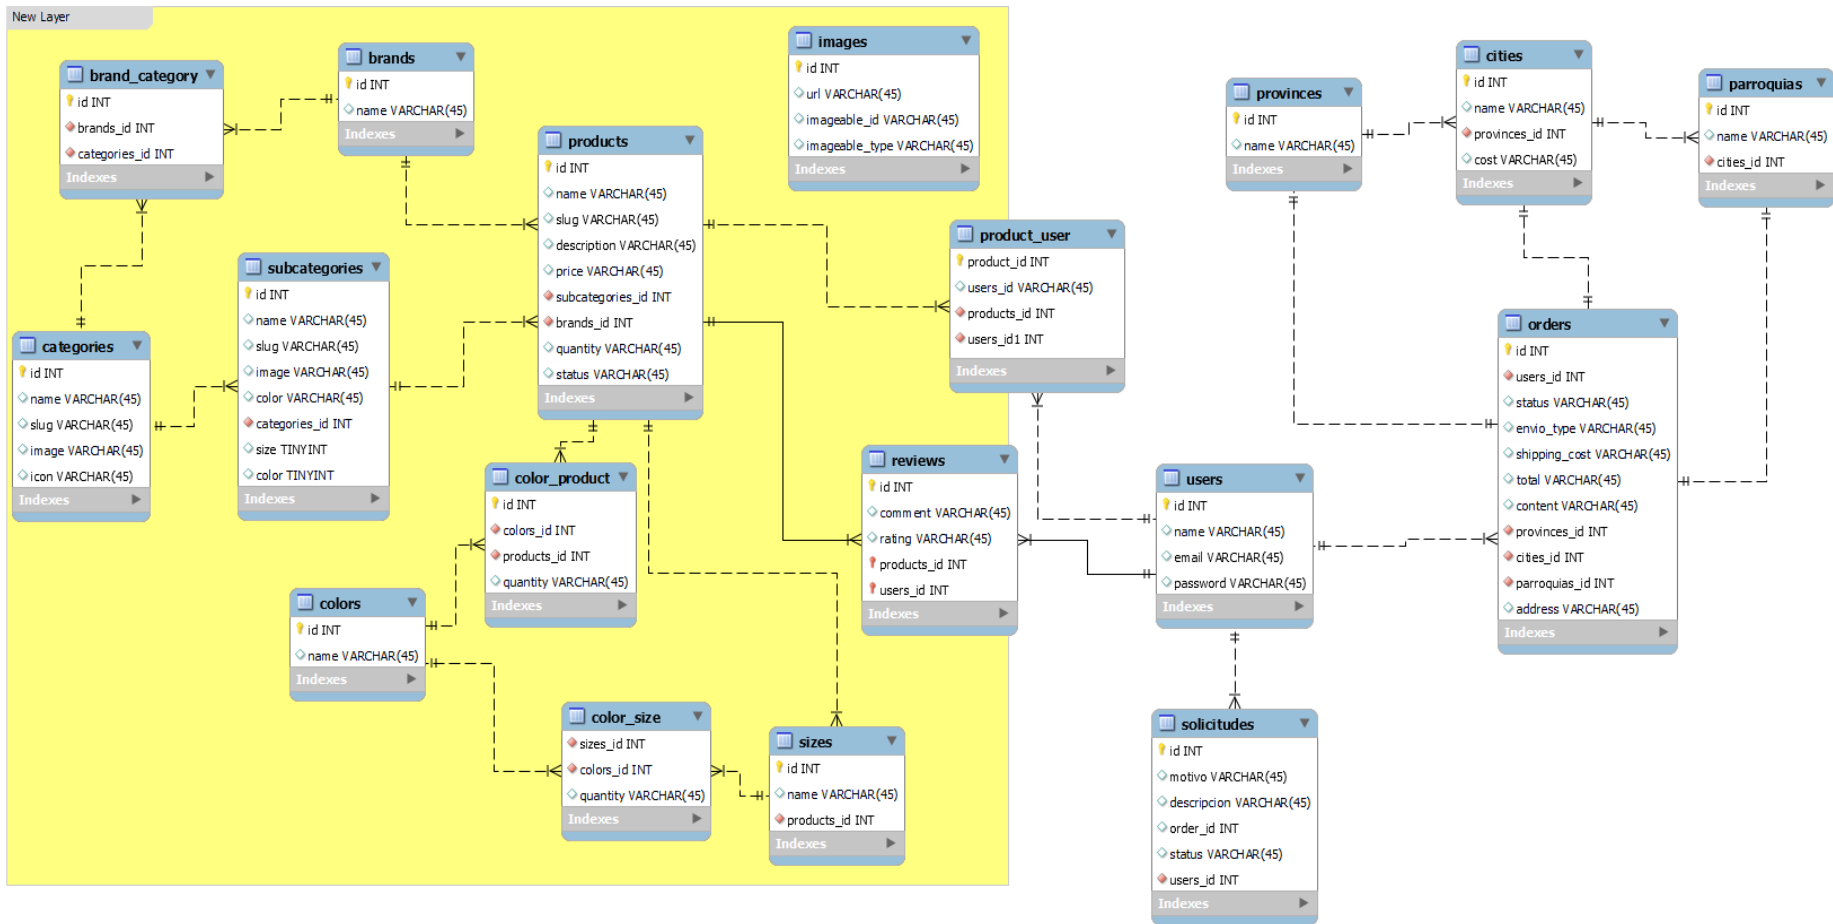 New Layer
brand_category
id INT
brands_id INT
categories_id INT
Indexes
brands
id INT
name VARCHAR(45)
Indexes
images
id INT
url VARCHAR(45)
imageable_id VARCHAR(45)
imageable_type VARCHAR(45)
Indexes
provinces
id INT
name VARCHAR(45)
Indexes
cities
id INT
name VARCHAR(45)
provinces_id INT
cost VARCHAR(45)
Indexes
parroquias
id INT
name VARCHAR(45)
cities_id INT
Indexes
products
id INT
name VARCHAR(45)
slug VARCHAR(45)
description VARCHAR(45)
price VARCHAR(45)
subcategories_id INT
brands_id INT
quantity VARCHAR(45)
status VARCHAR(45)
Indexes
product_user
product_id INT
users_id VARCHAR(45)
products_id INT
users_id1 INT
Indexes
subcategories
id INT
name VARCHAR(45)
slug VARCHAR(45)
image VARCHAR(45)
color VARCHAR(45)
categories_id INT
size TINYINT
color TINYINT
Indexes
categories
id INT
name VARCHAR(45)
slug VARCHAR(45)
image VARCHAR(45)
icon VARCHAR(45)
Indexes
orders
id INT
users_id INT
status VARCHAR(45)
envio_type VARCHAR(45)
shipping_cost VARCHAR(45)
total VARCHAR(45)
content VARCHAR(45)
provinces_id INT
cities_id INT
parroquias_id INT
address VARCHAR(45)
Indexes
color_product
id INT
colors_id INT
products_id INT
quantity VARCHAR(45)
Indexes
reviews
id INT
comment VARCHAR(45)
rating VARCHAR(45)
products_id INT
users_id INT
Indexes
users
id INT
name VARCHAR(45)
email VARCHAR(45)
password VARCHAR(45)
Indexes
colors
id INT
name VARCHAR(45)
Indexes
color_size
sizes_id INT
colors_id INT
quantity VARCHAR(45)
Indexes
sizes
id INT
name VARCHAR(45)
products_id INT
Indexes
solicitudes
id INT
motivo VARCHAR(45)
descripcion VARCHAR(45)
order_id INT
status VARCHAR(45)
users_id INT
Indexes